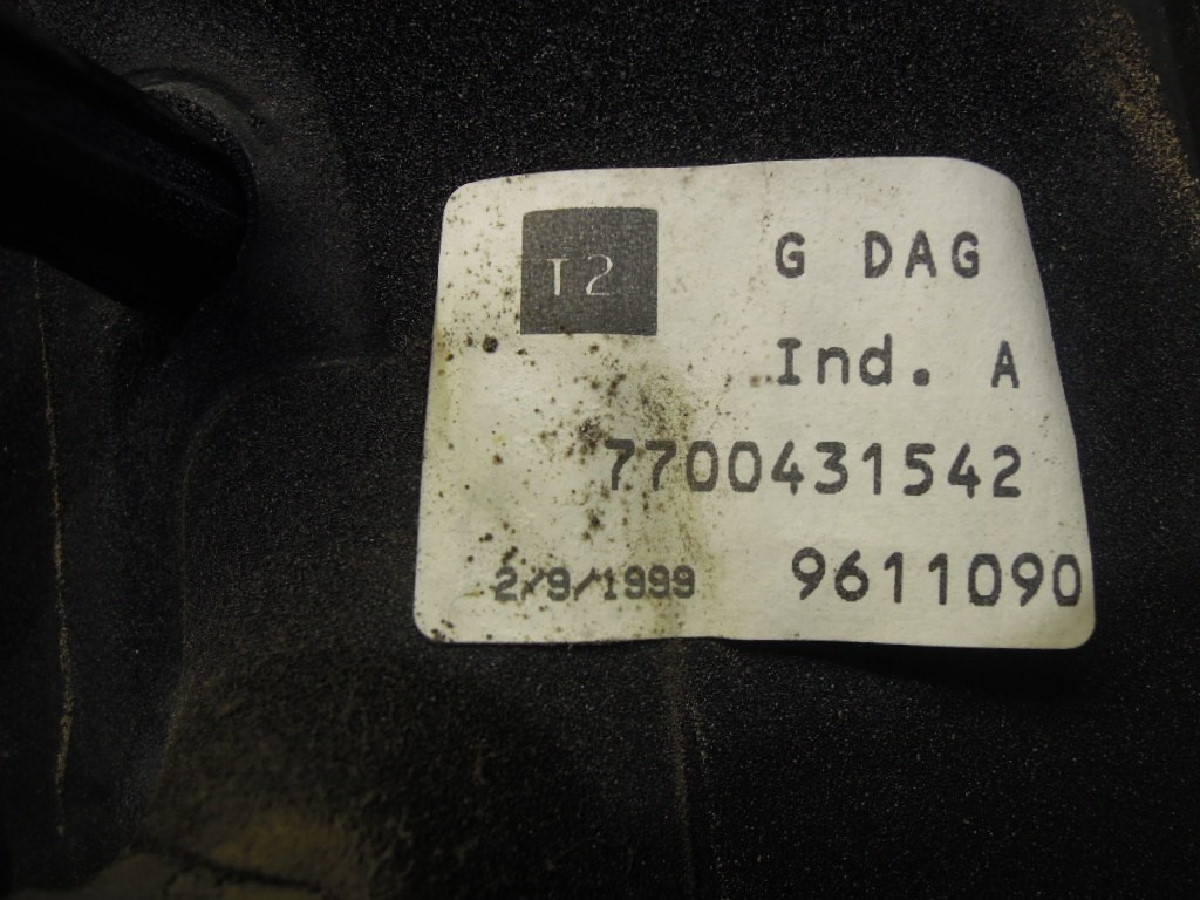 T2
G DAG
Ind. A
7700431542
2/9/1999 9611090